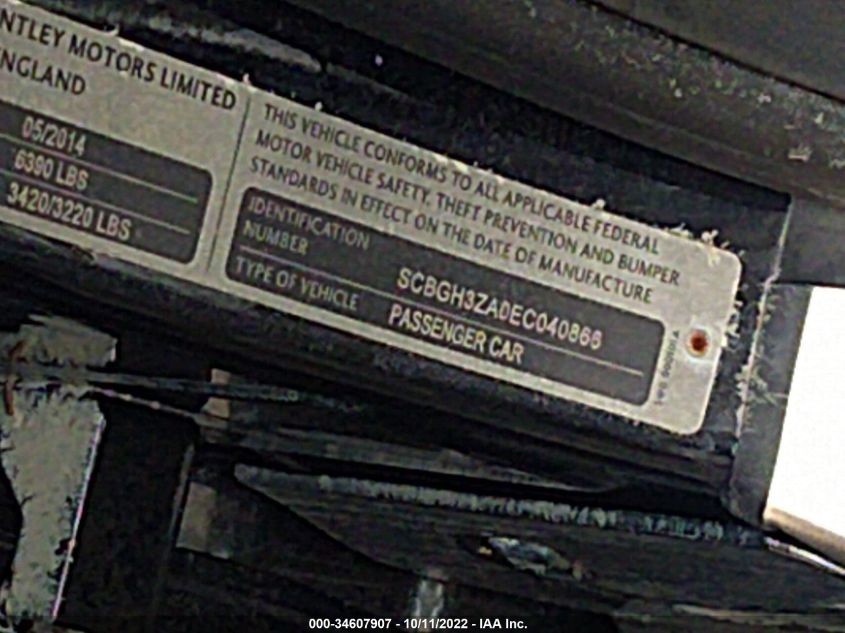 NTLEY MOTORS LIMITED
NGLAND
05/2014
6390 LBS
3420/3220 LBS
THIS VEHICLE CONFORMS TO ALL APPLICABLE FEDERAL
MOTOR VEHICLE SAFETY, THEFT PREVENTION AND BUMPER
STANDARDS IN EFFECT ON THE DATE OF MANUFACTURE
IDENTIFICATION
NUMBER
SCBGH3ZA0EC040868
TYPE OF VEHICLE
PASSENGER CAR
000-34607907 - 10/11/2022 - IAA Inc.